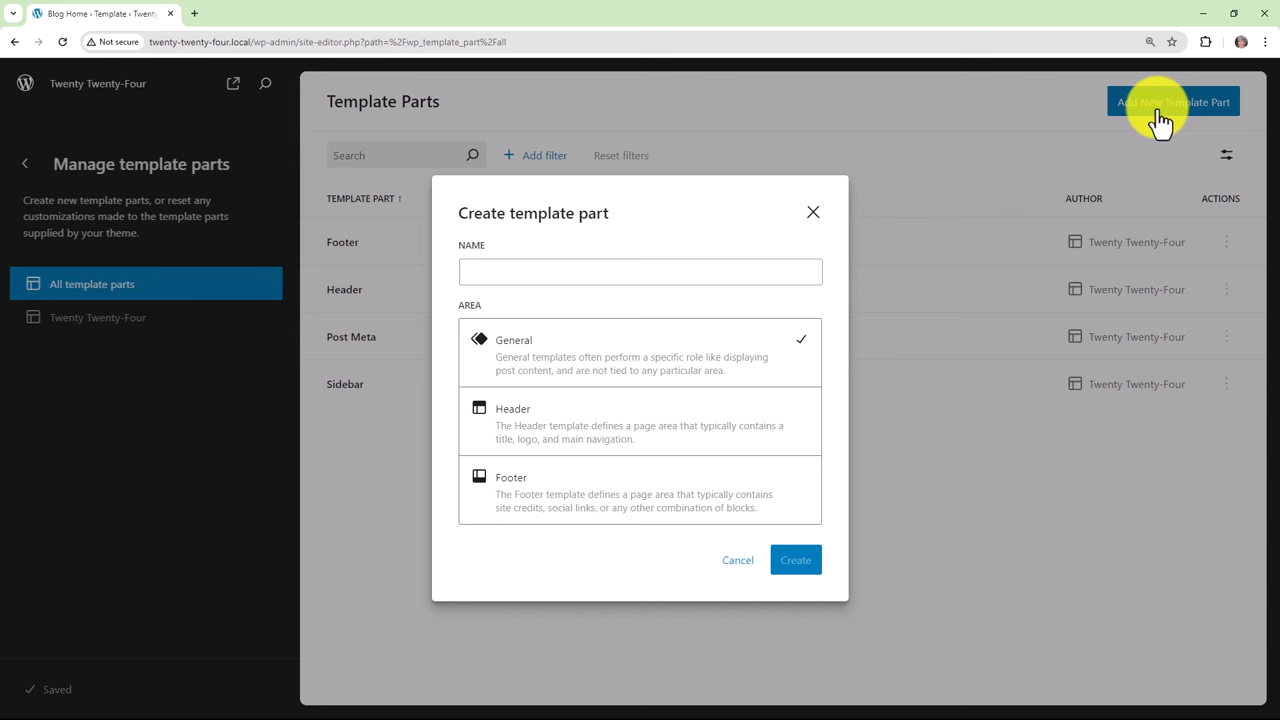 Blog Home ‹ Template ‹ Twenty
Not secure
twenty-twenty-four.local/wp-admin/site-editor.php?path=%2Fwp_template_part%2Fall
Twenty Twenty-Four
Manage template parts
Create new template parts, or reset any
customizations made to the template parts
supplied by your theme.
All template parts
Twenty Twenty-Four
Saved
Template Parts
Add New Template Part
Search
Add filter
Reset filters
TEMPLATE PART ↑
AUTHOR
ACTIONS
Footer
Twenty Twenty-Four
Header
Twenty Twenty-Four
Post Meta
Twenty Twenty-Four
Sidebar
Twenty Twenty-Four
Create template part
NAME
AREA
General
General templates often perform a specific role like displaying
post content, and are not tied to any particular area.
Header
The Header template defines a page area that typically contains a
title, logo, and main navigation.
Footer
The Footer template defines a page area that typically contains
site credits, social links, or any other combination of blocks.
Cancel
Create